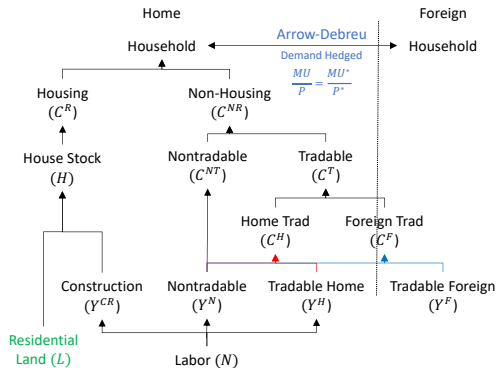 Home Foreign
Household Arrow-Debreu Household
Demand Hedged
MU/P = MU*/P*
Housing Non-Housing
(C^R) (C^NR)
House Stock Nontradable Tradable
(H) (C^NT) (C^T)
Home Trad Foreign Trad
(C^H) (C^F)
Construction Nontradable Tradable Home Tradable Foreign
(Y^CR) (Y^N) (Y^H) (Y^F)
Residential
Land (L) Labor (N)